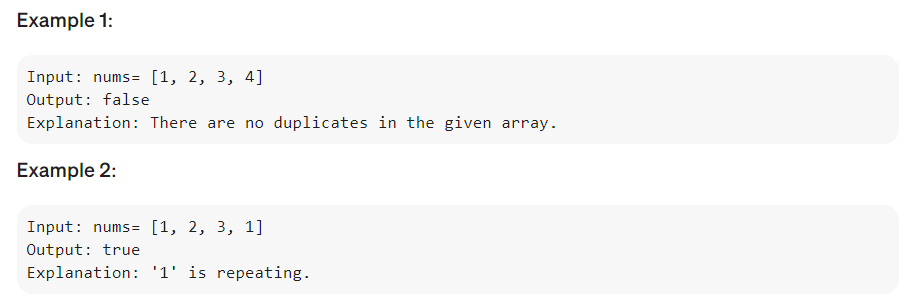 Example 1:
Input: nums= [1, 2, 3, 4]
Output: false
Explanation: There are no duplicates in the given array.
Example 2:
Input: nums= [1, 2, 3, 1]
Output: true
Explanation: '1' is repeating.